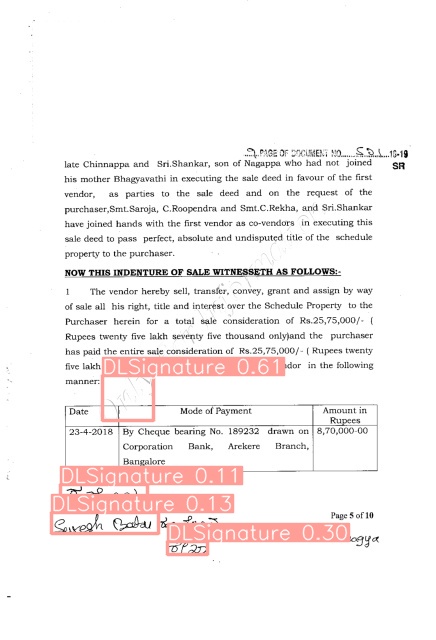 PAGE OF DOCUMENT NO. 18-19
SR
late Chinnappa and Sri.Shankar, son of Nagappa who had not joined
his mother Bhagyavathi in executing the sale deed in favour of the first
vendor, as parties to the sale deed and on the request of the
purchaser,Smt.Saroja, C.Roopendra and Smt.C.Rekha, and Sri.Shankar
have joined hands with the first vendor as co-vendors in executing this
sale deed to pass perfect, absolute and undisputed title of the schedule
property to the purchaser.
NOW THIS INDENTURE OF SALE WITNESSETH AS FOLLOWS:-
1 The vendor hereby sell, transfer, convey, grant and assign by way
of sale all his right, title and interest over the Schedule Property to the
Purchaser herein for a total sale consideration of Rs.25,75,000/- (
Rupees twenty five lakh seventy five thousand only)and the purchaser
has paid the entire sale consideration of Rs.25,75,000/- ( Rupees twenty
five lakh DLSignature 0.61 in the following
manner:
Date Mode of Payment Amount in
Rupees
23-4-2018 By Cheque bearing No. 189232 drawn on 8,70,000-00
Corporation Bank, Arekere Branch,
Bangalore
DLSignature 0.11
DLSignature 0.13
Suresh Babu
Page 5 of 10
DLSignature 0.30